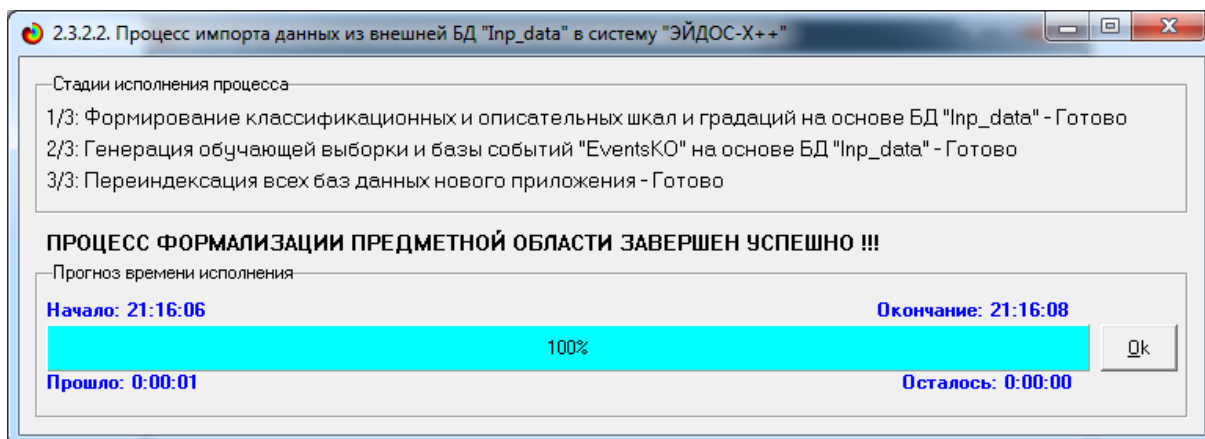 2.3.2.2. Процесс импорта данных из внешней БД "Inp_data" в систему "ЭЙДОС-X++"
Стадии исполнения процесса
1/3: Формирование классификационных и описательных шкал и градаций на основе БД "Inp_data" - Готово
2/3: Генерация обучающей выборки и базы событий "EventsKO" на основе БД "Inp_data" - Готово
3/3: Переиндексация всех баз данных нового приложения - Готово
ПРОЦЕСС ФОРМАЛИЗАЦИИ ПРЕДМЕТНОЙ ОБЛАСТИ ЗАВЕРШЕН УСПЕШНО !!!
Прогноз времени исполнения
Начало: 21:16:06 Окончание: 21:16:08
100% Ok
Прошло: 0:00:01 Осталось: 0:00:00